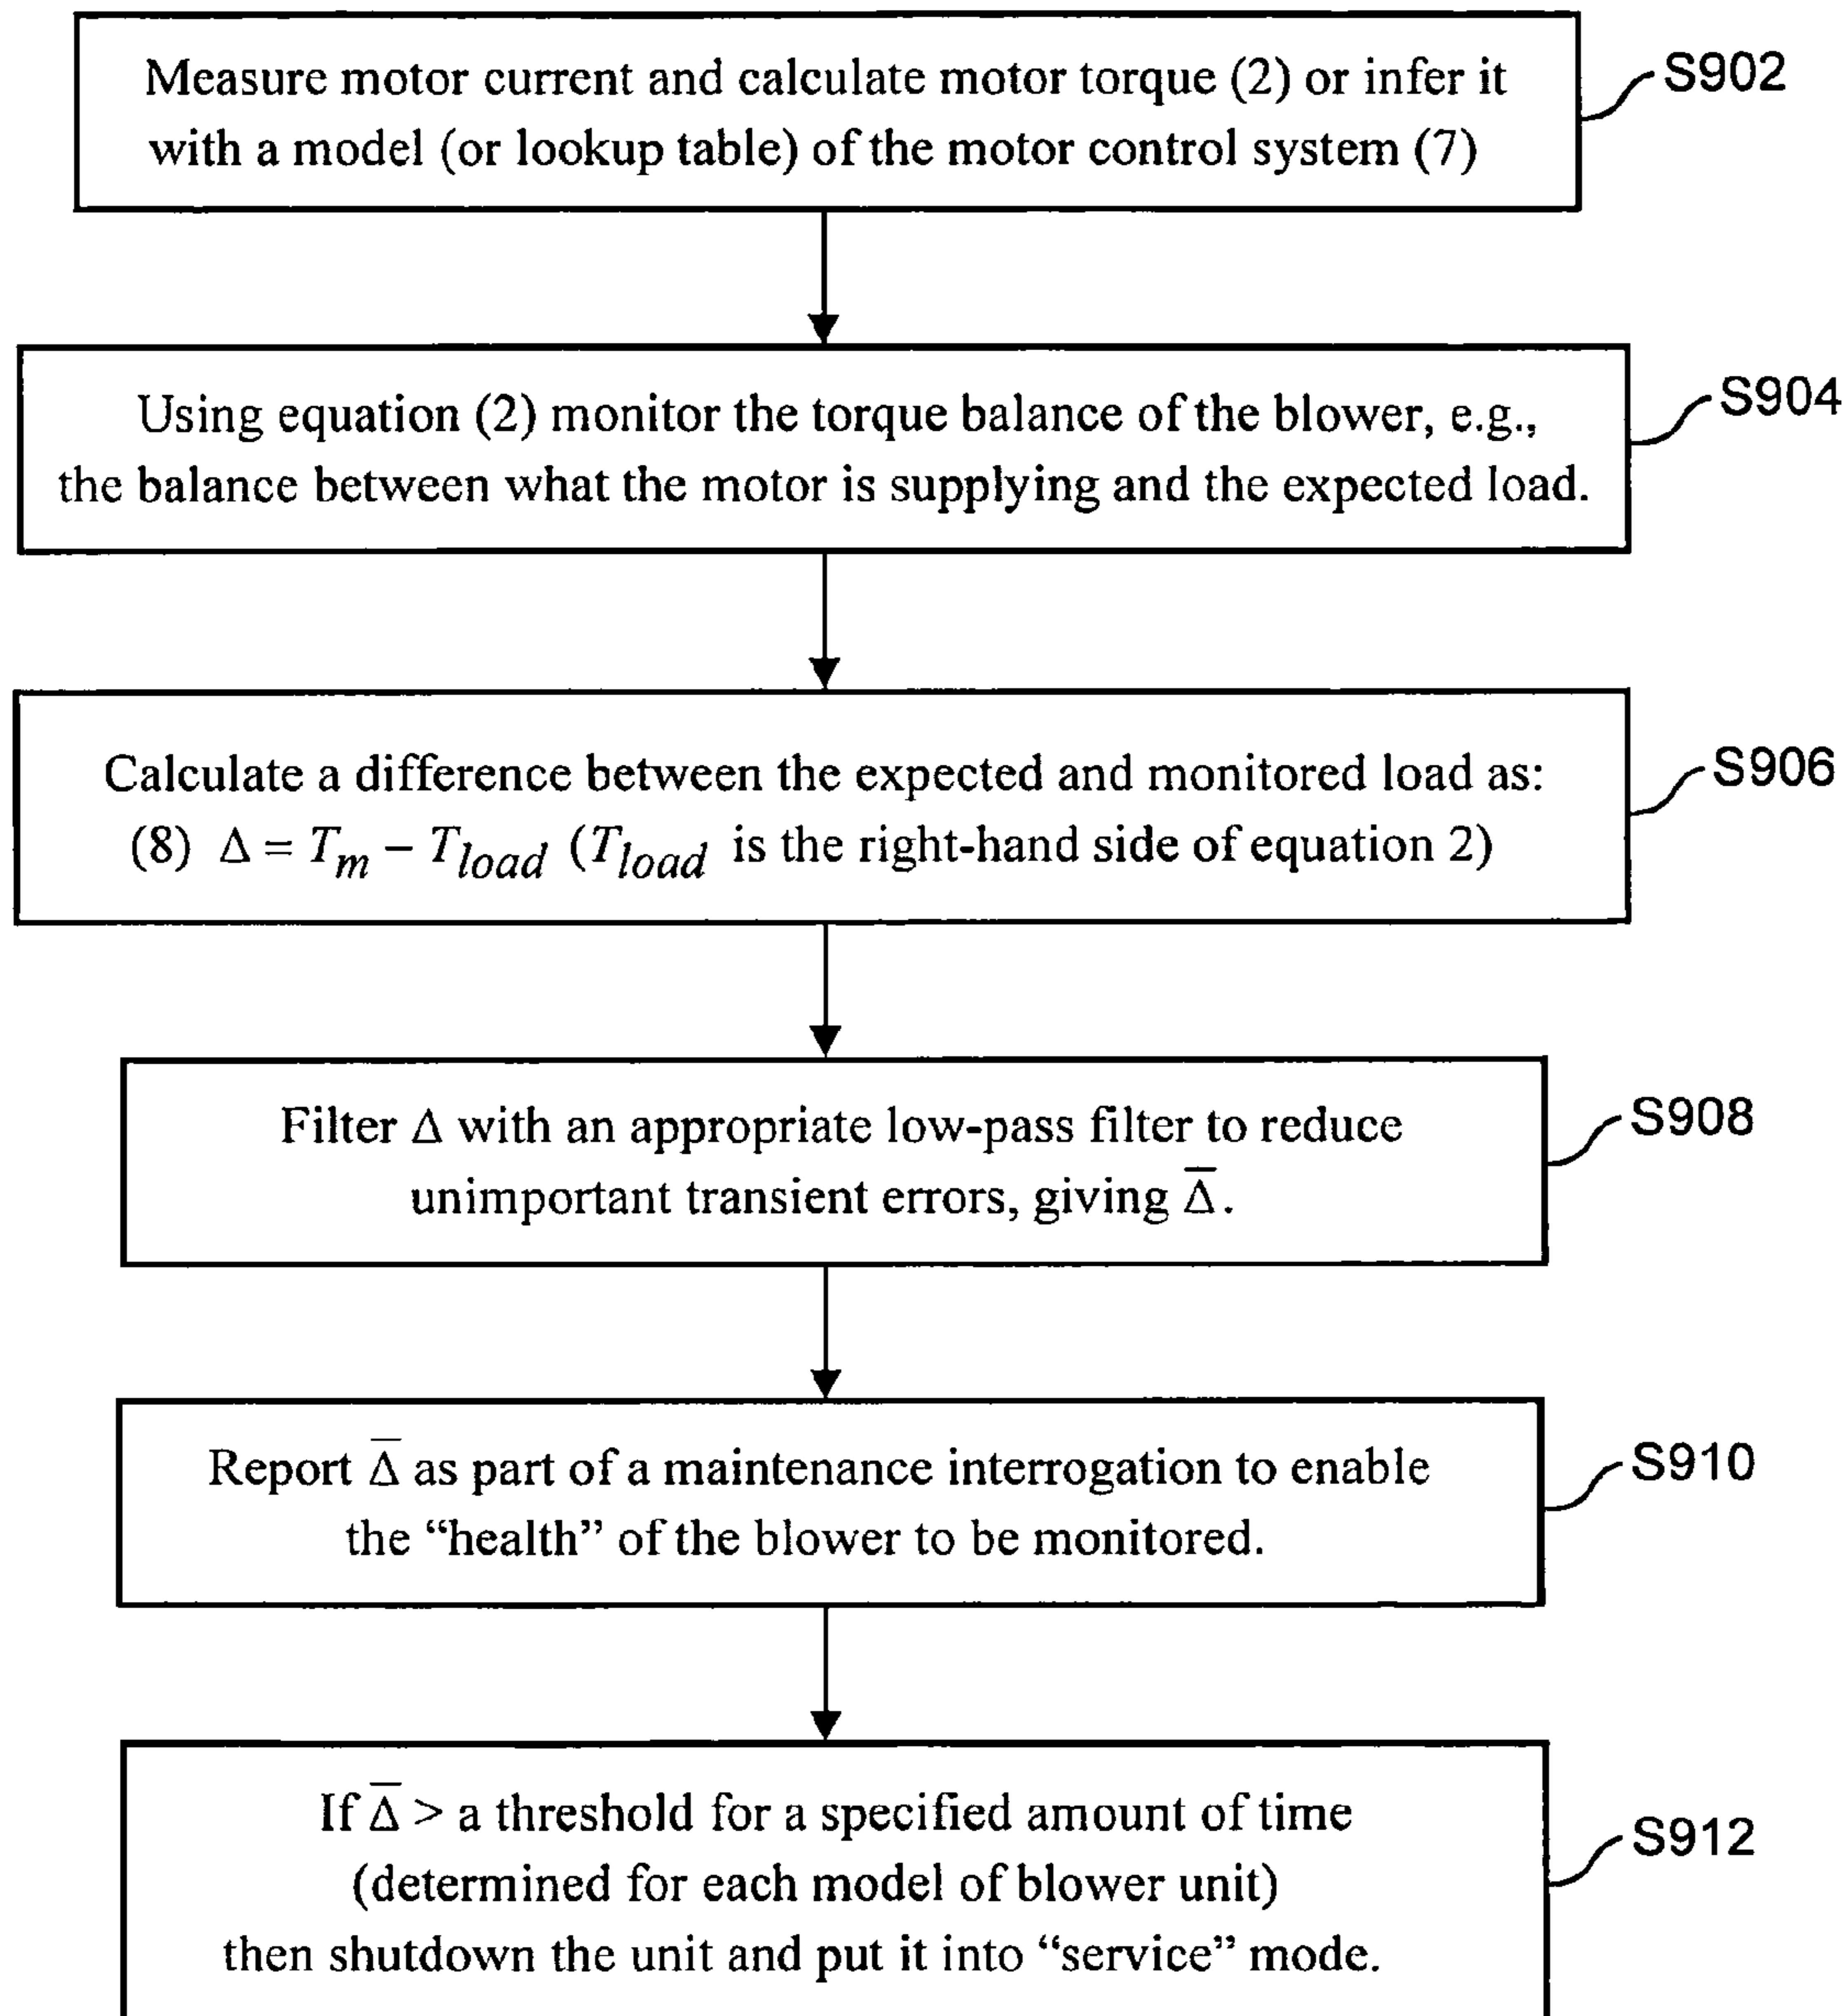 Measure motor current and calculate motor torque (2) or infer it
with a model (or lookup table) of the motor control system (7)
S902
Using equation (2) monitor the torque balance of the blower, e.g.,
the balance between what the motor is supplying and the expected load.
S904
Calculate a difference between the expected and monitored load as:
(8) Δ = T_m − T_load (T_load is the right-hand side of equation 2)
S906
Filter Δ with an appropriate low-pass filter to reduce
unimportant transient errors, giving Δ̅.
S908
Report Δ̅ as part of a maintenance interrogation to enable
the “health” of the blower to be monitored.
S910
If Δ̅ > a threshold for a specified amount of time
(determined for each model of blower unit)
then shutdown the unit and put it into “service” mode.
S912